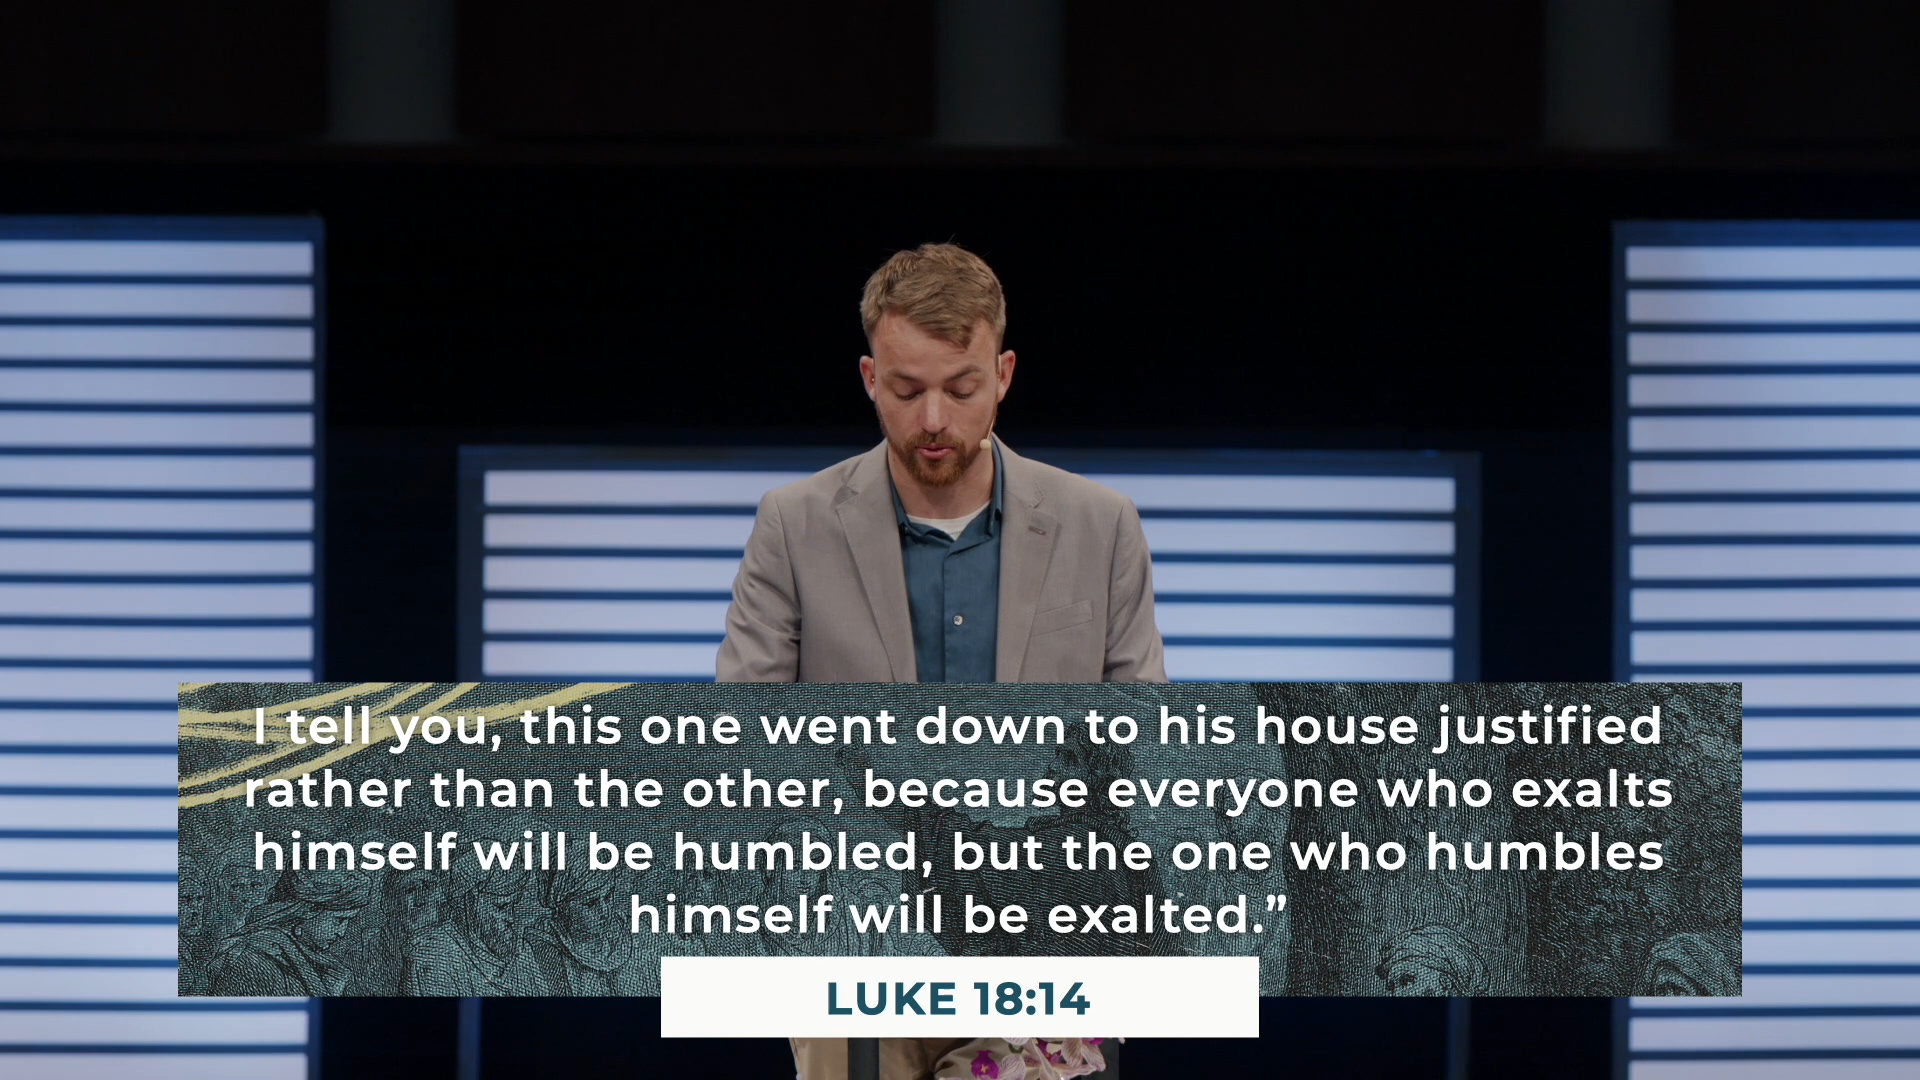 I tell you, this one went down to his house justified
rather than the other, because everyone who exalts
himself will be humbled, but the one who humbles
himself will be exalted.”
LUKE 18:14